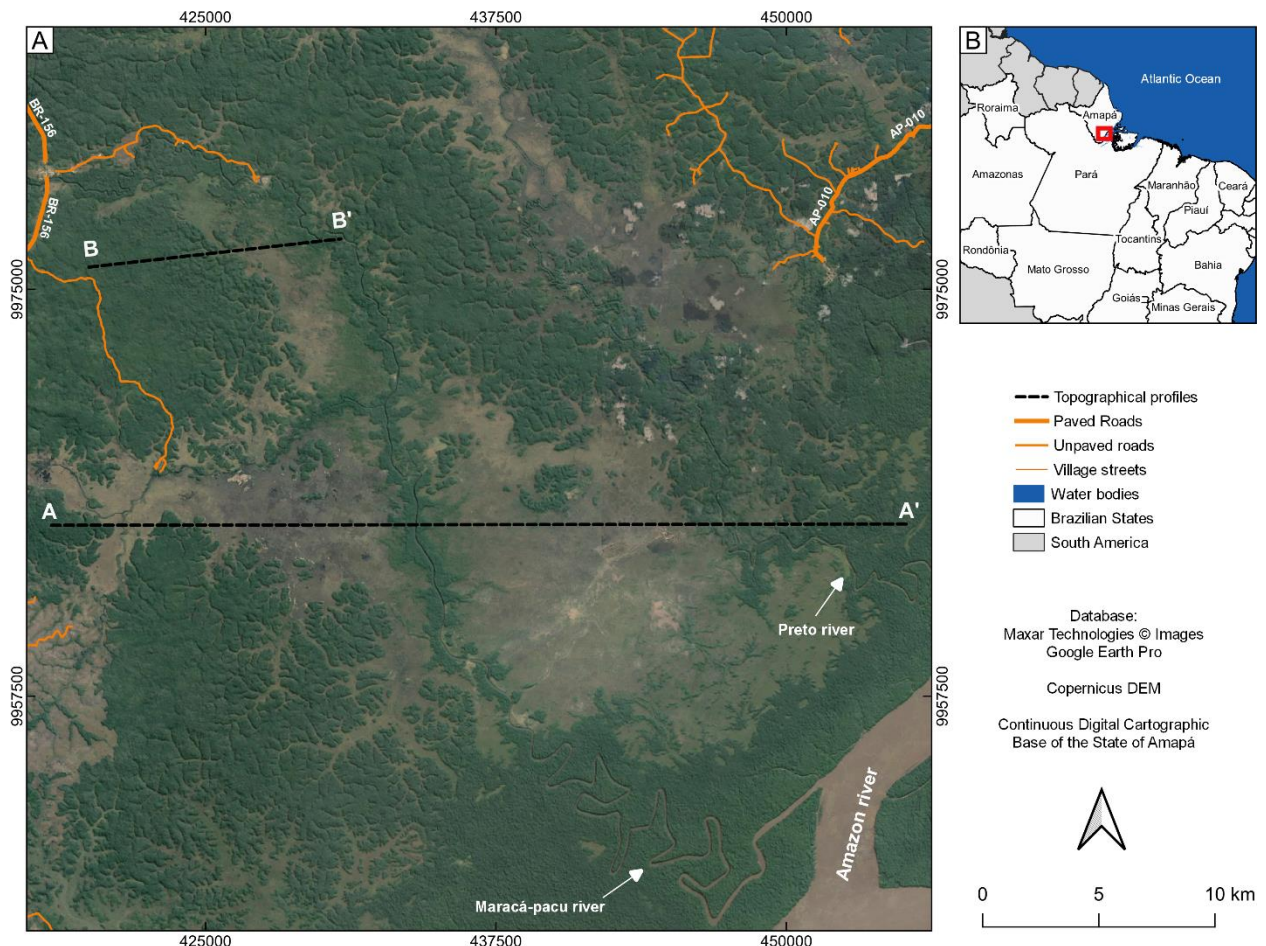 425000
437500
450000
A
BR-156
BR-156
AP-010
AP-010
B
B'
9975000
9975000
A
A'
Preto river
9957500
9957500
Amazon river
Maracá-pacu river
425000
437500
450000
B
Atlantic Ocean
Roraima
Amapá
Amazonas
Pará
Maranhão
Ceará
Piauí
Tocantins
Rondônia
Mato Grosso
Bahia
Goiás
Minas Gerais
Topographical profiles
Paved Roads
Unpaved roads
Village streets
Water bodies
Brazilian States
South America
Database:
Maxar Technologies © Images
Google Earth Pro
Copernicus DEM
Continuous Digital Cartographic
Base of the State of Amapá
0
5
10 km